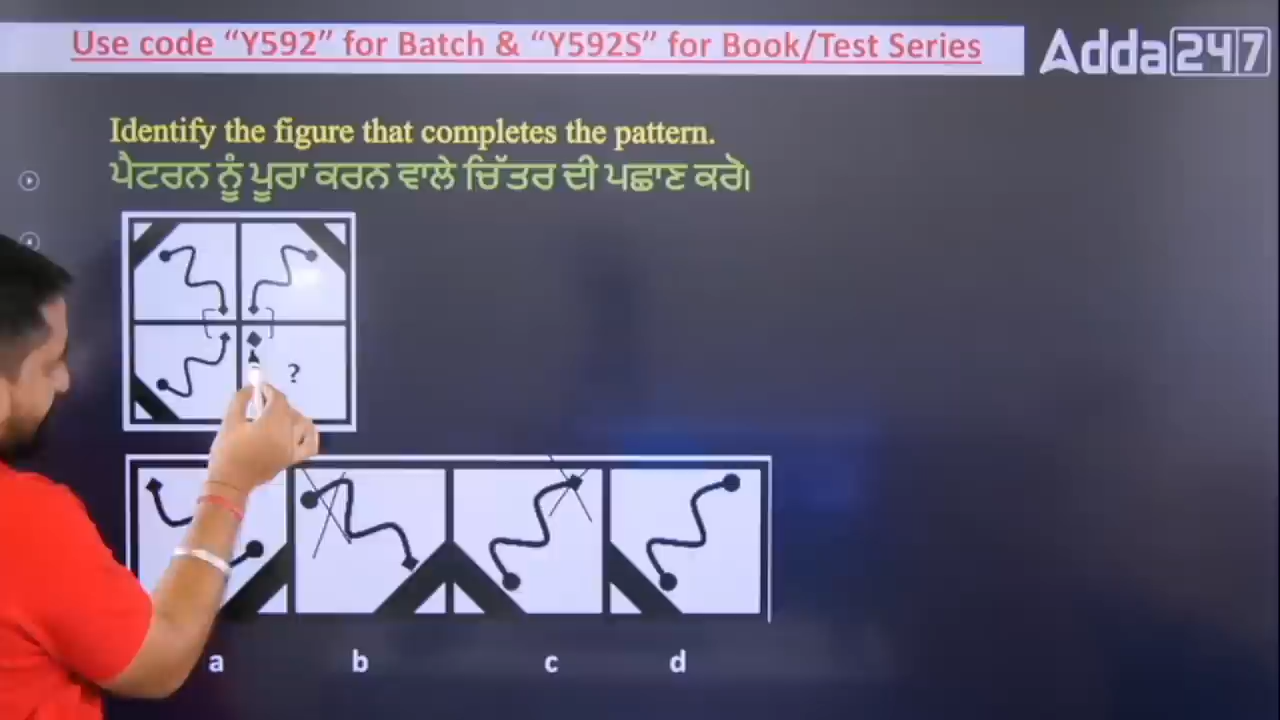 Use code “Y592” for Batch & “Y592S” for Book/Test Series
Adda247
Identify the figure that completes the pattern.
ਪੈਟਰਨ ਨੂੰ ਪੂਰਾ ਕਰਨ ਵਾਲੇ ਚਿੱਤਰ ਦੀ ਪਛਾਣ ਕਰੋ।
?
a b c d